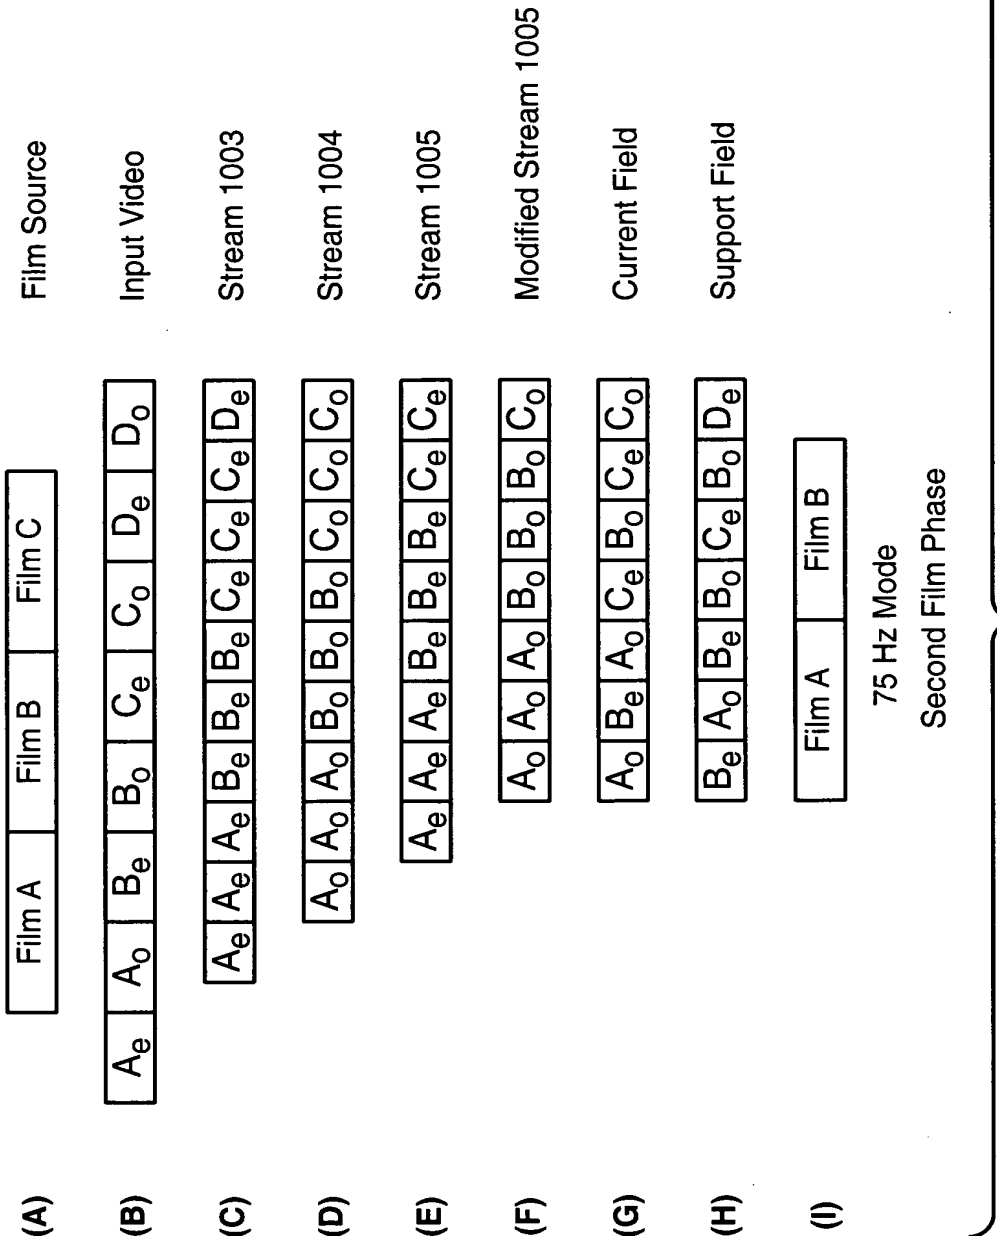 (A) Film A Film B Film C Film Source
(B) Ae Ao Be Bo Ce Co De Do Input Video
(C) Ae Ae Ae Be Be Be Ce Ce Ce De Stream 1003
(D) Ao Ao Ao Bo Bo Bo Co Co Co Stream 1004
(E) Ae Ae Ae Be Be Be Ce Ce Stream 1005
(F) Ao Ao Ao Bo Bo Bo Co Modified Stream 1005
(G) Ao Be Ao Ce Bo Ce Co Current Field
(H) Be Ao Be Bo Ce Bo De Support Field
(I) Film A Film B
75 Hz Mode
Second Film Phase